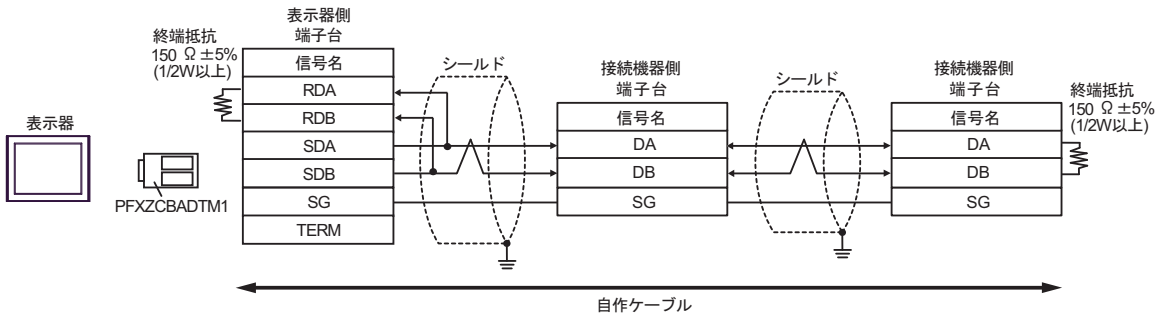 表示器
PFXZCBADTM1
終端抵抗
150 Ω ±5%
(1/2W以上)
表示器側
端子台
信号名
RDA
RDB
SDA
SDB
SG
TERM
シールド
接続機器側
端子台
信号名
DA
DB
SG
シールド
接続機器側
端子台
信号名
DA
DB
SG
終端抵抗
150 Ω ±5%
(1/2W以上)
自作ケーブル